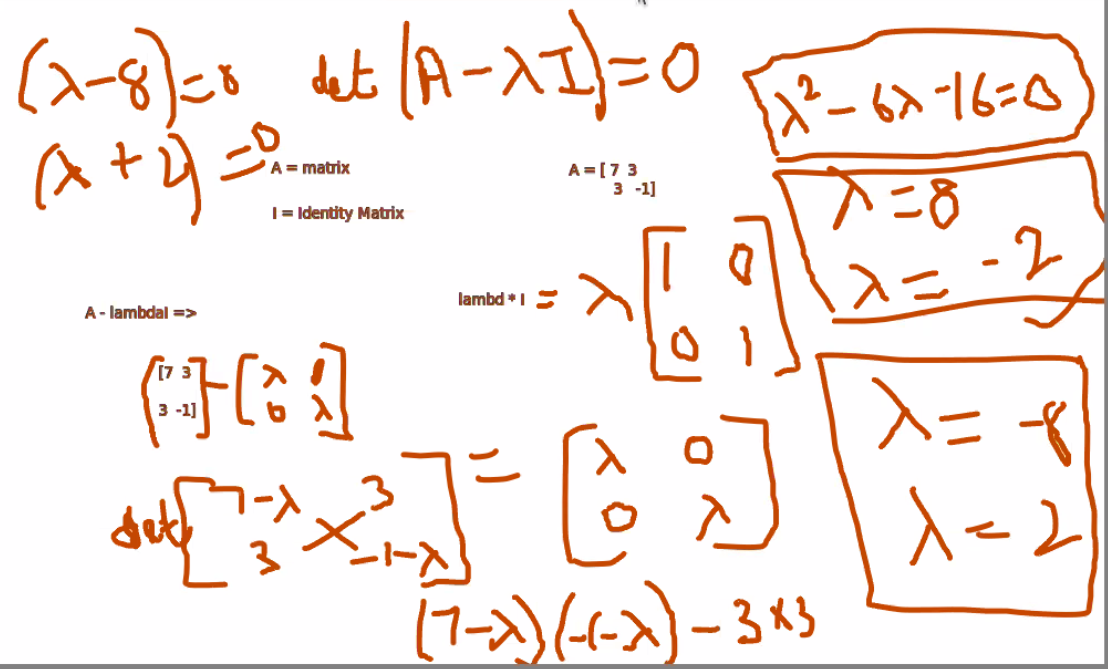 (λ-8)=0
(λ+2)=0
det(A-λI)=0
λ²-6λ-16=0
A = matrix
I = Identity Matrix
A = [ 7 3
3 -1]
λ=8
λ=-2
lambd * I = λ[1 0
0 1]
A - lambdaI =>
[7 3
3 -1] - [λ 0
0 λ]
= [λ 0
0 λ]
det[7-λ 3
3 -1-λ]
(7-λ)(-1-λ)-3×3
λ=-8
λ=2